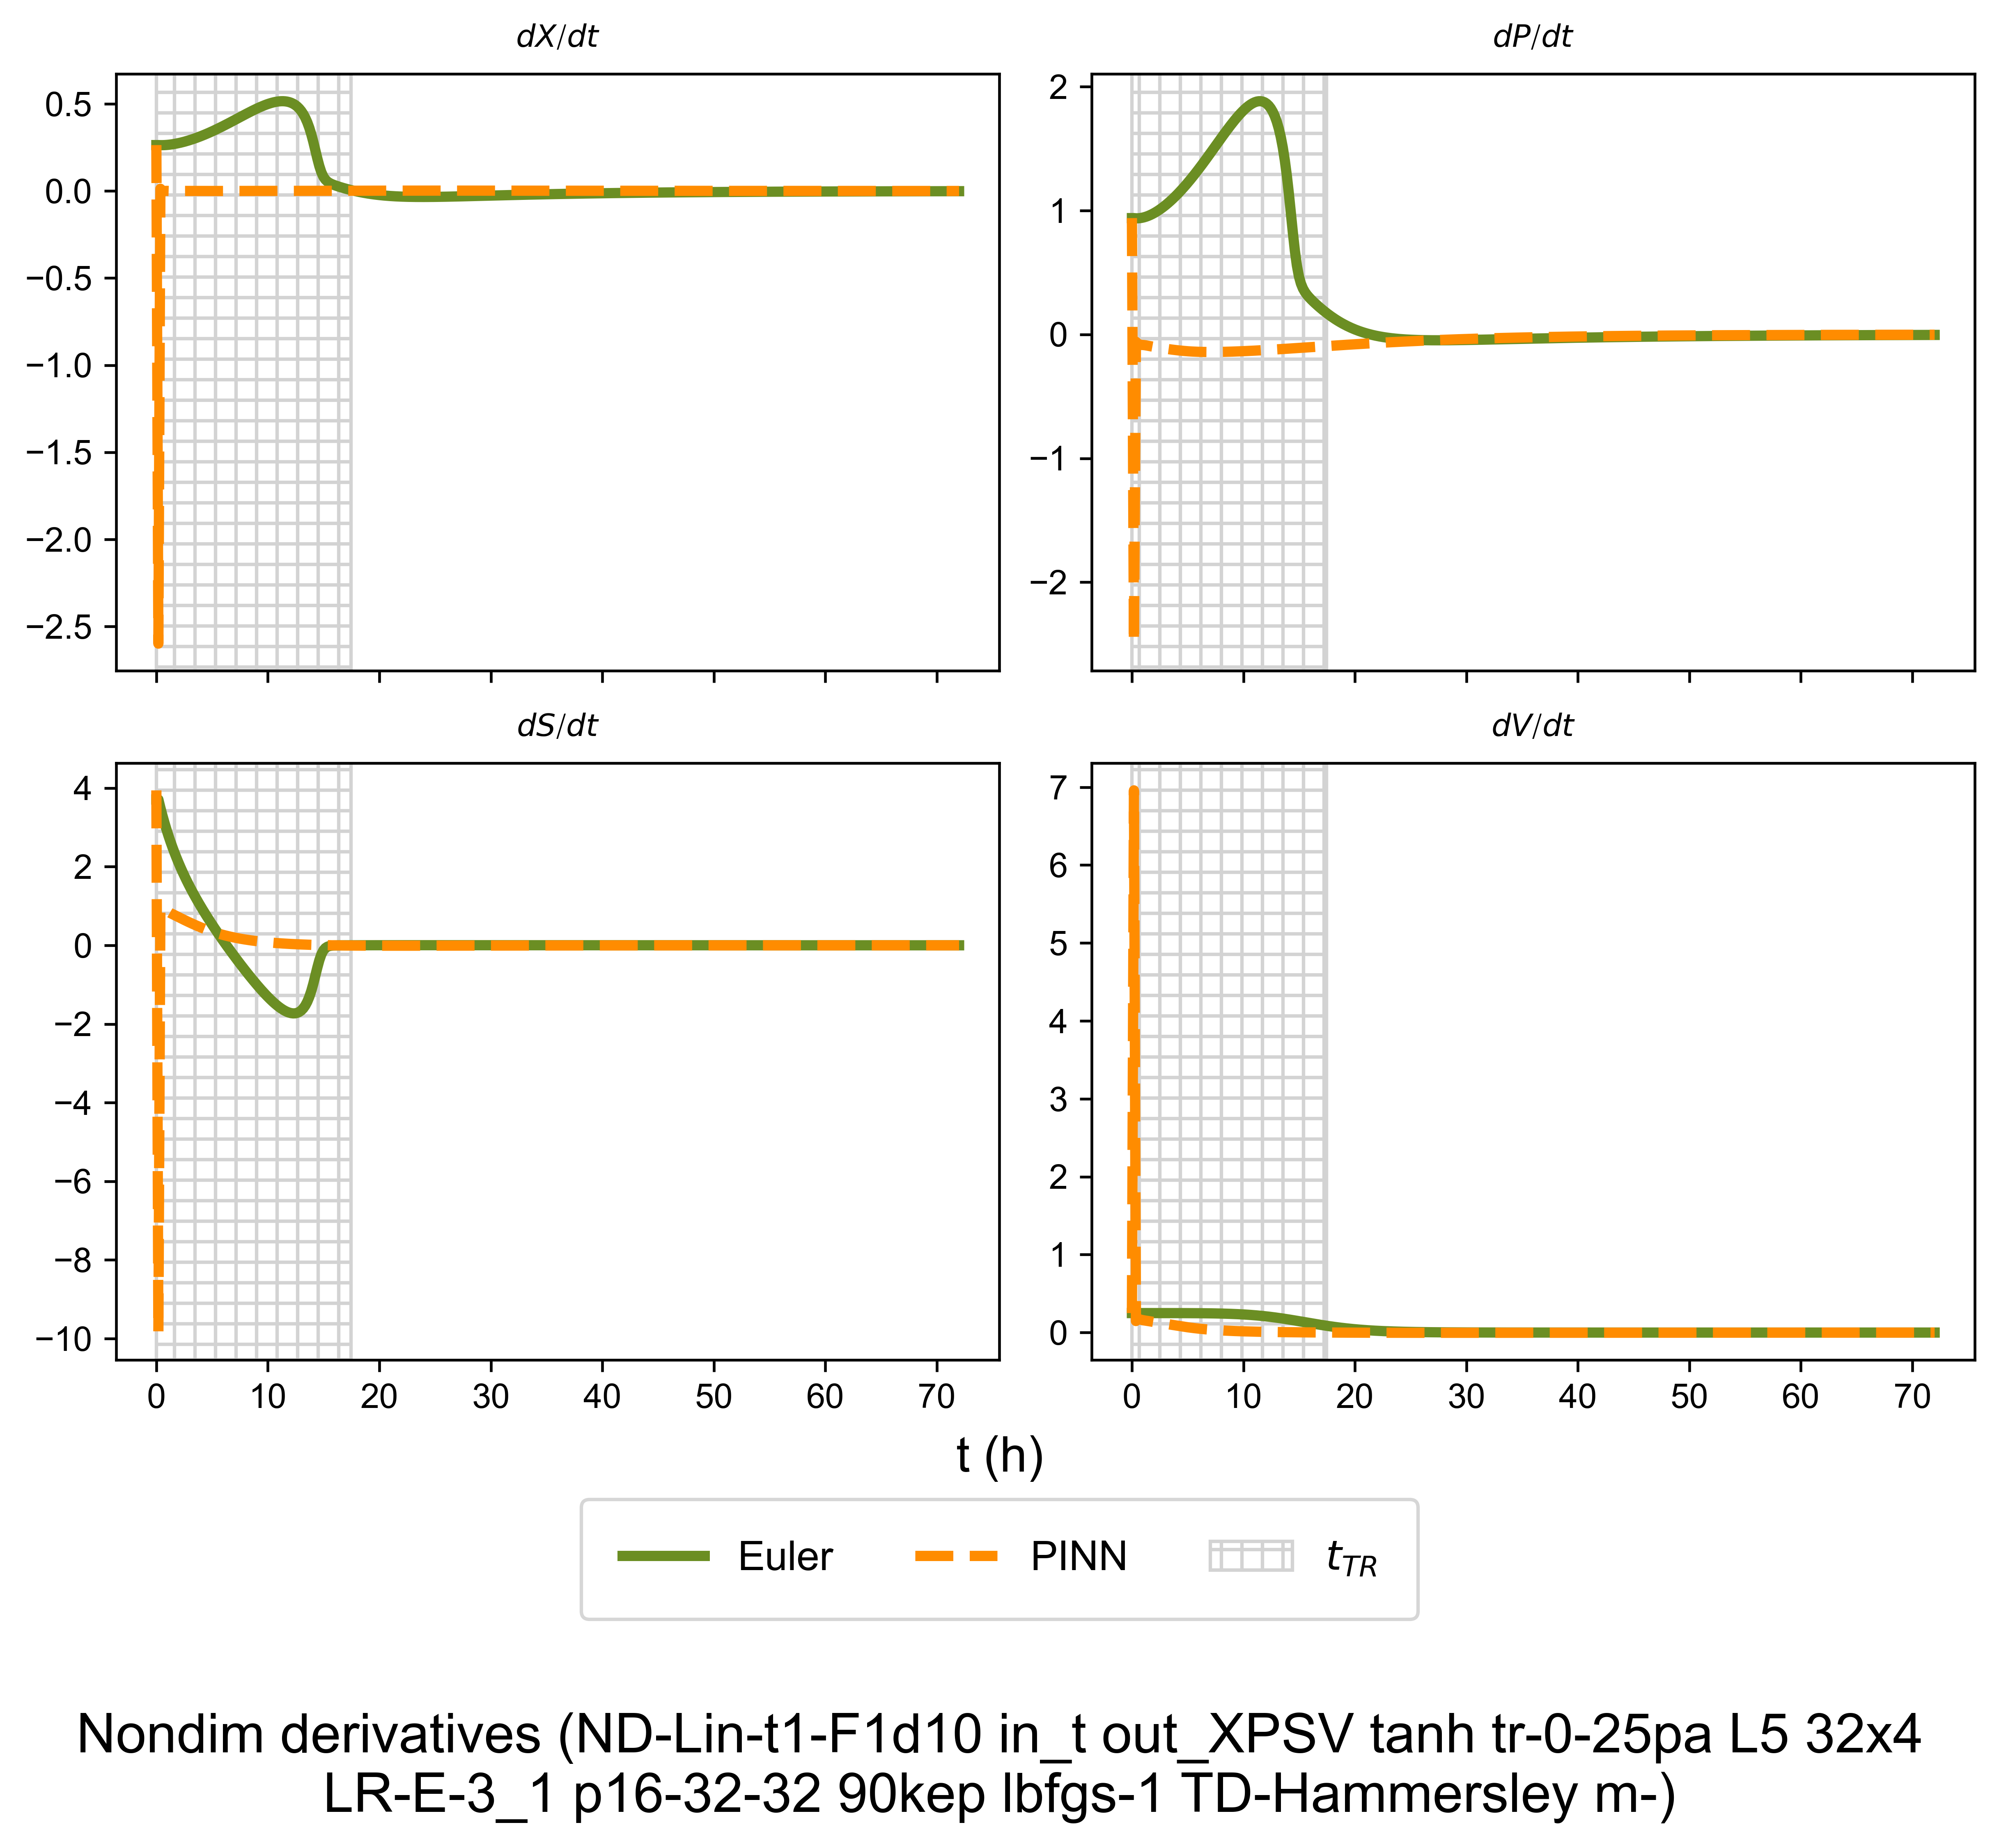 dX/dt
dP/dt
0.5
0.0
−0.5
−1.0
−1.5
−2.0
−2.5
2
1
0
−1
−2
dS/dt
dV/dt
4
2
0
−2
−4
−6
−8
−10
0 10 20 30 40 50 60 70
7
6
5
4
3
2
1
0
0 10 20 30 40 50 60 70
t (h)
Euler PINN t_TR
Nondim derivatives (ND-Lin-t1-F1d10 in_t out_XPSV tanh tr-0-25pa L5 32x4
LR-E-3_1 p16-32-32 90kep lbfgs-1 TD-Hammersley m-)